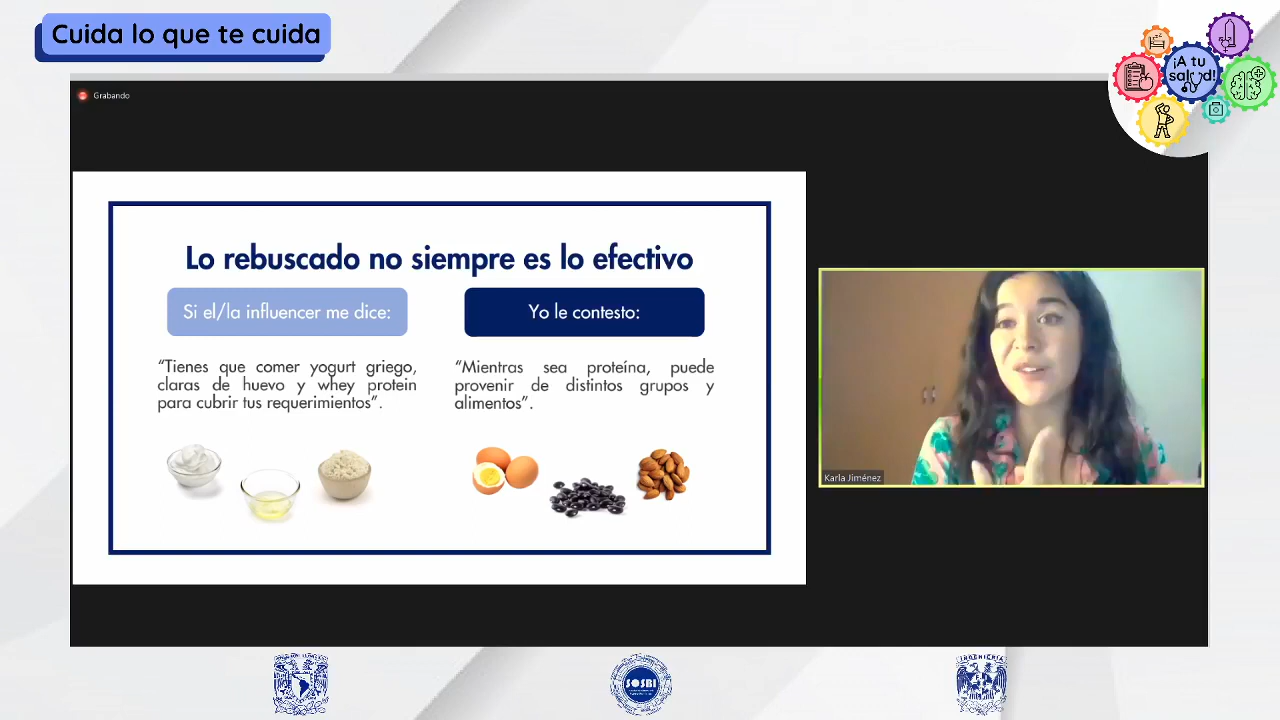 Cuida lo que te cuida
¡A tu
salud!
Grabando
Lo rebuscado no siempre es lo efectivo
Si el/la influencer me dice:
Yo le contesto:
“Tienes que comer yogurt griego,
claras de huevo y whey protein
para cubrir tus requerimientos”.
“Mientras sea proteína, puede
provenir de distintos grupos y
alimentos”.
Karla Jiménez
SOSBI
INGENIERIA